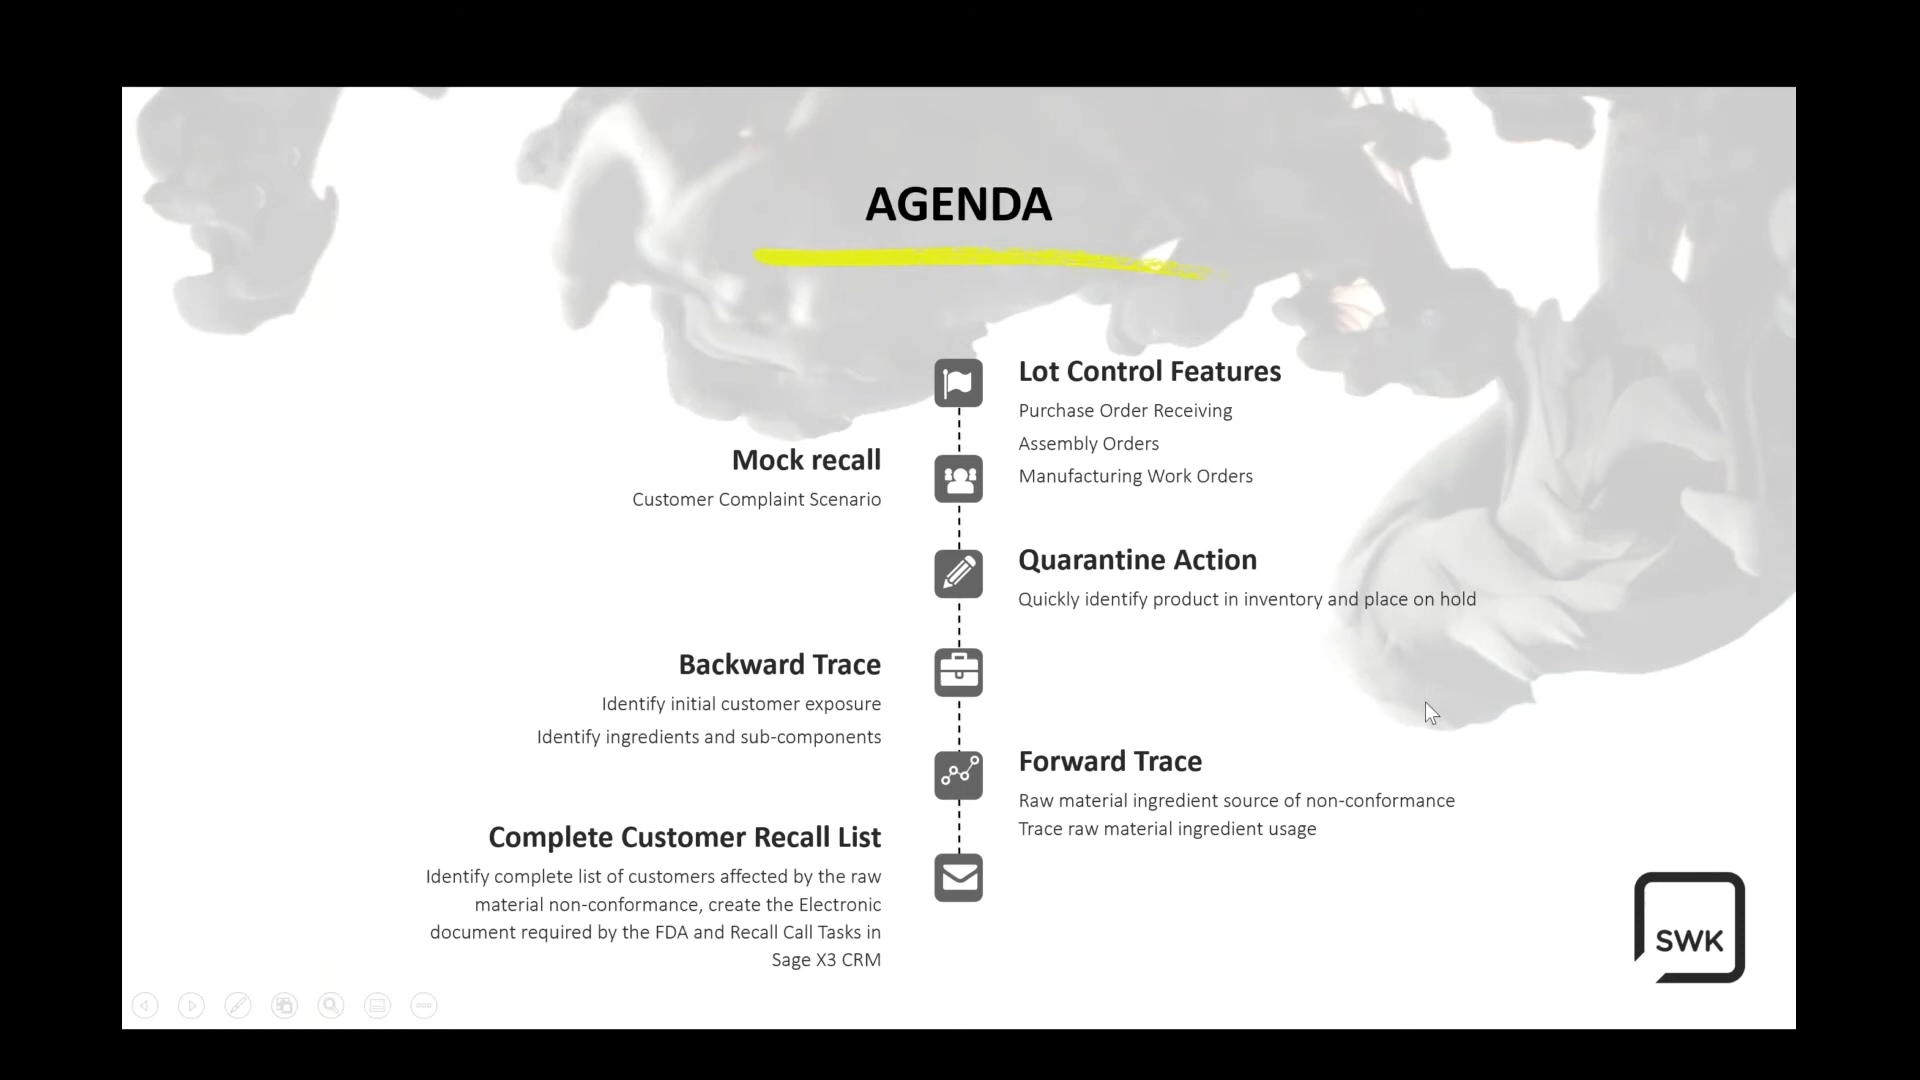 AGENDA
Lot Control Features
Purchase Order Receiving
Assembly Orders
Manufacturing Work Orders
Mock recall
Customer Complaint Scenario
Quarantine Action
Quickly identify product in inventory and place on hold
Backward Trace
Identify initial customer exposure
Identify ingredients and sub-components
Forward Trace
Raw material ingredient source of non-conformance
Trace raw material ingredient usage
Complete Customer Recall List
Identify complete list of customers affected by the raw
material non-conformance, create the Electronic
document required by the FDA and Recall Call Tasks in
Sage X3 CRM
SWK